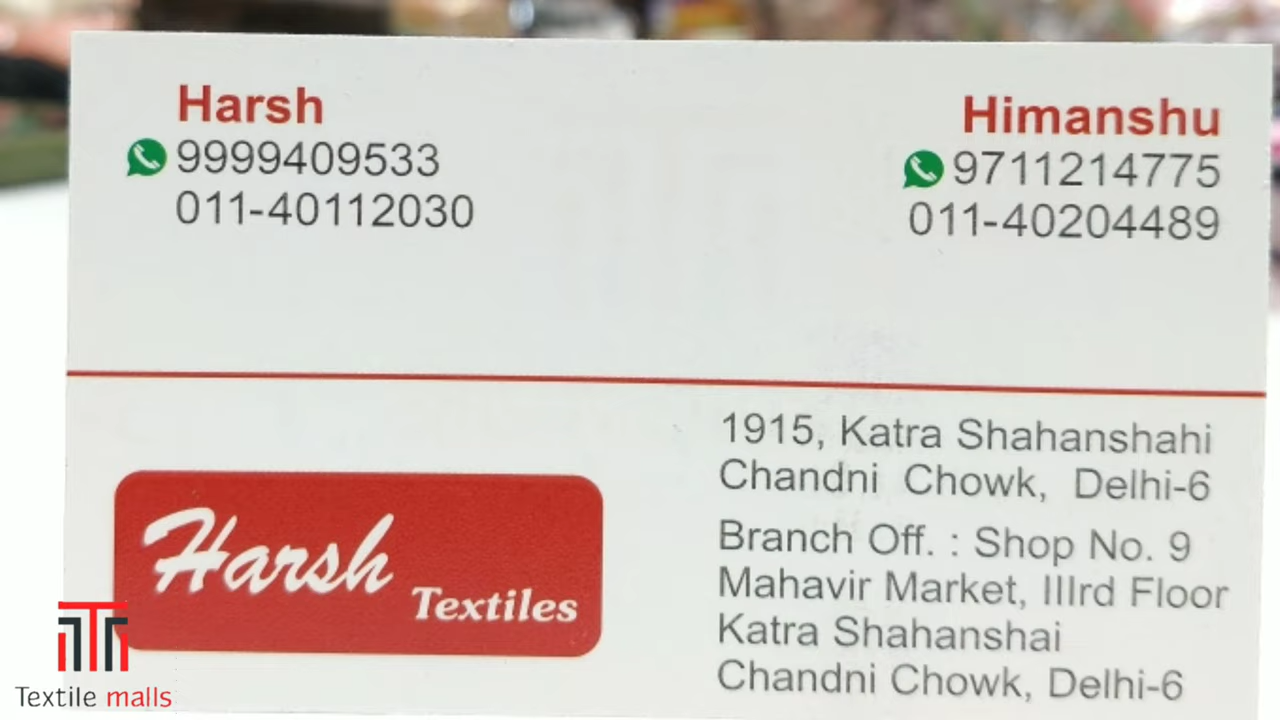 Harsh
9999409533
011-40112030
Himanshu
9711214775
011-40204489
Harsh
Textiles
1915, Katra Shahanshahi
Chandni Chowk, Delhi-6
Branch Off. : Shop No. 9
Mahavir Market, IIIrd Floor
Katra Shahanshai
Chandni Chowk, Delhi-6
Textile malls